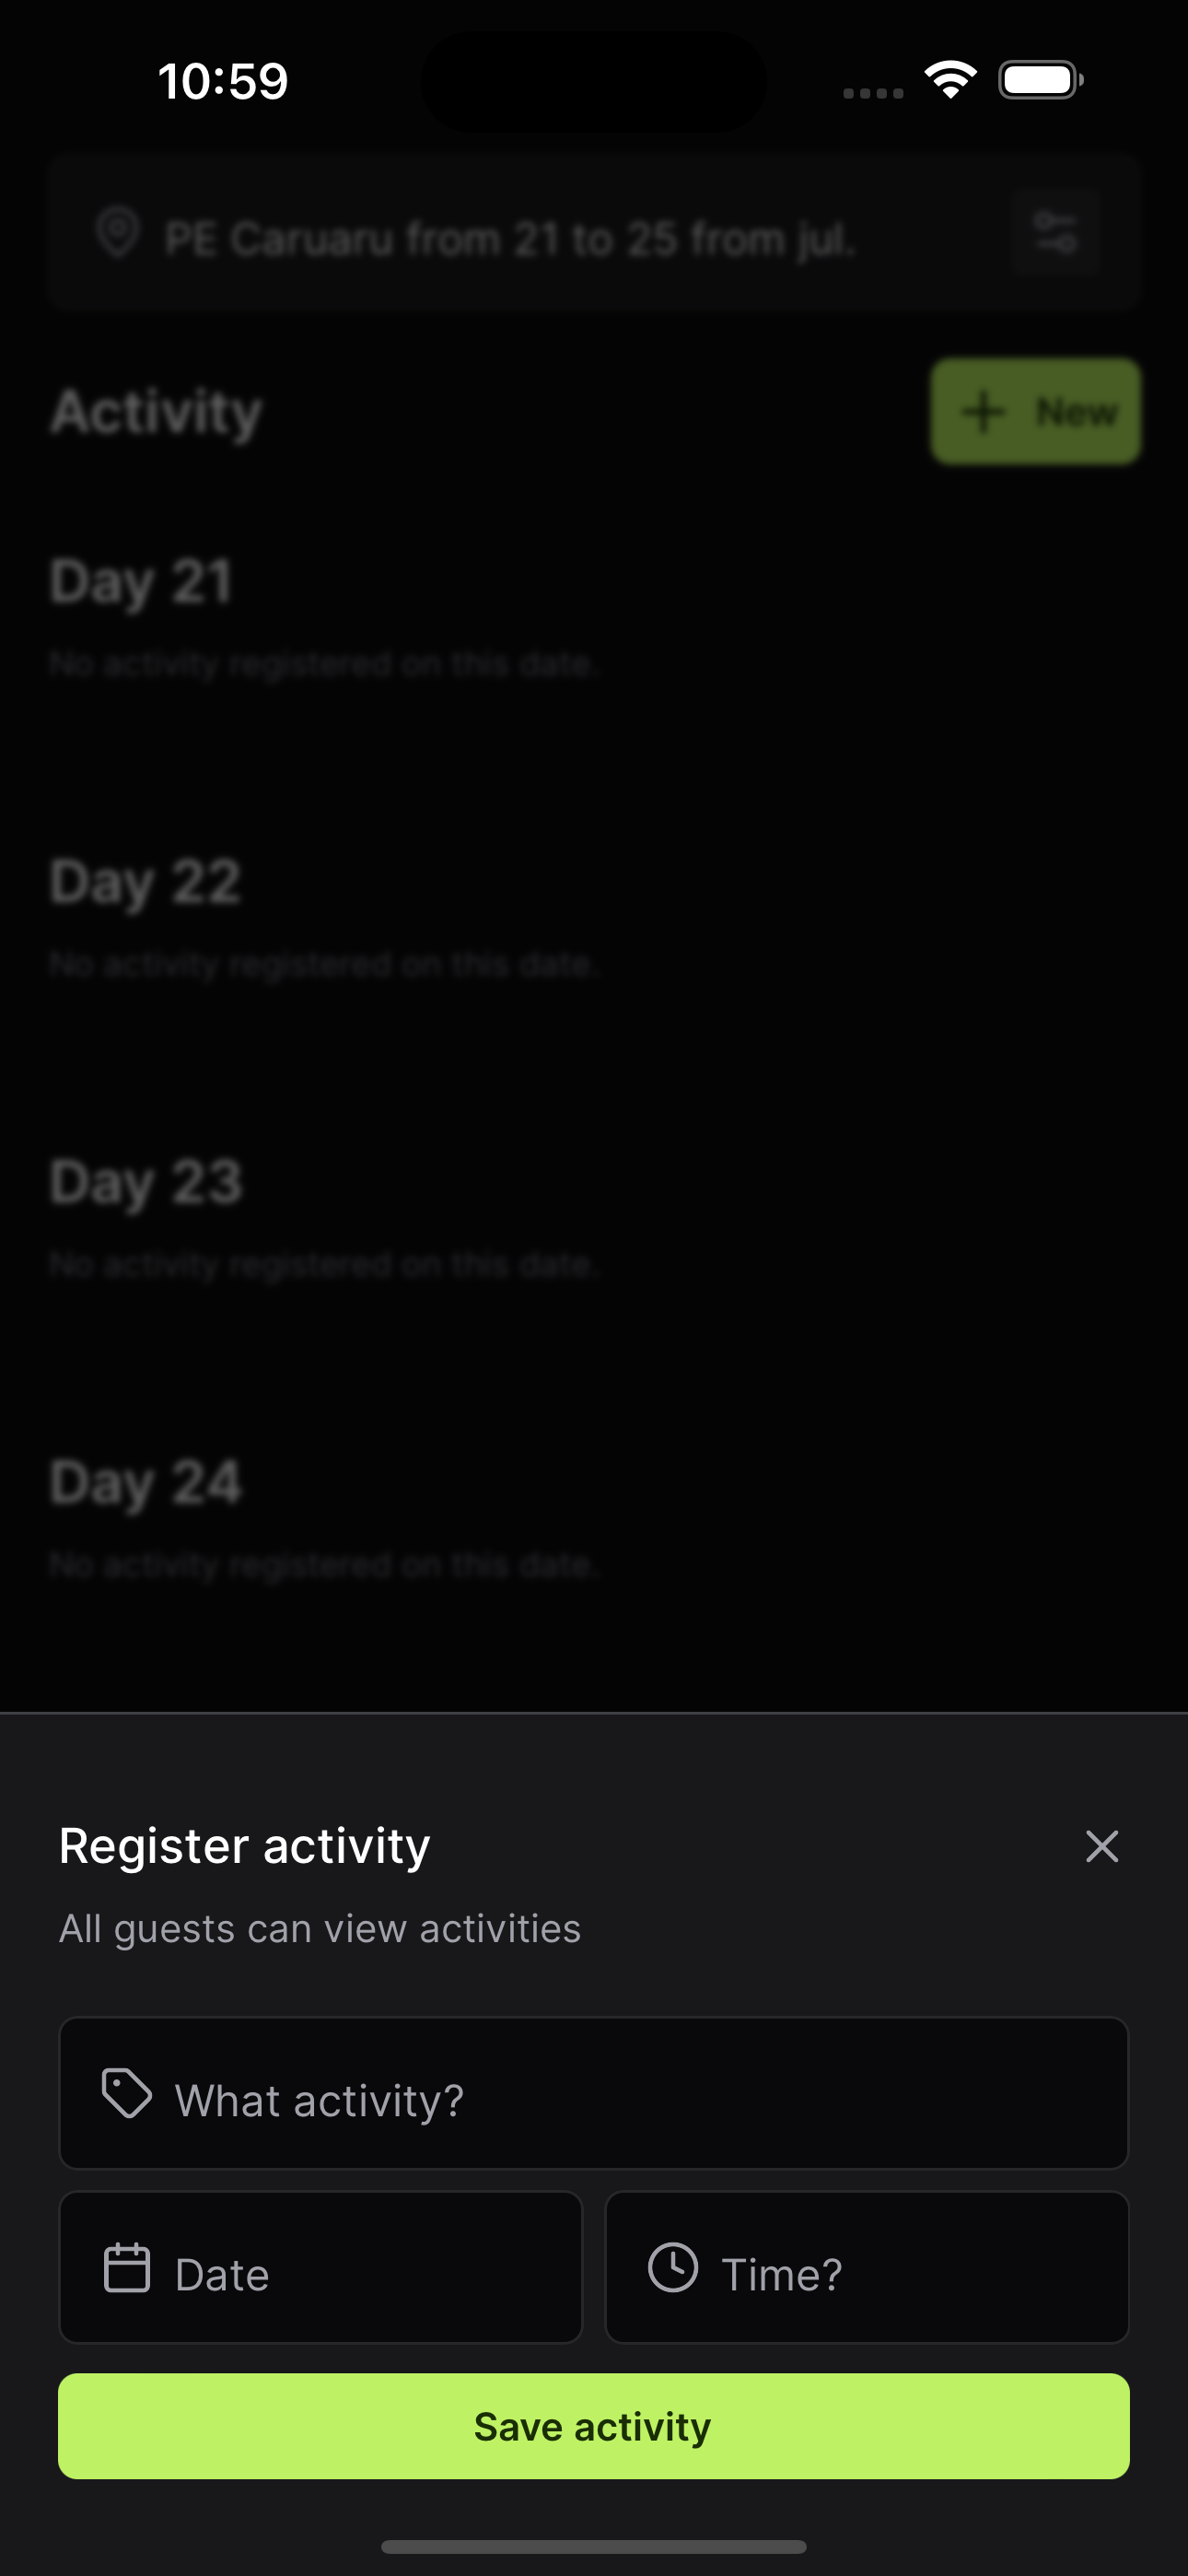 10:59
PE Caruaru from 21 to 25 from jul.
Activity
New
Day 21
No activity registered on this date.
Day 22
No activity registered on this date.
Day 23
No activity registered on this date.
Day 24
No activity registered on this date.
Register activity
All guests can view activities
What activity?
Date
Time?
Save activity